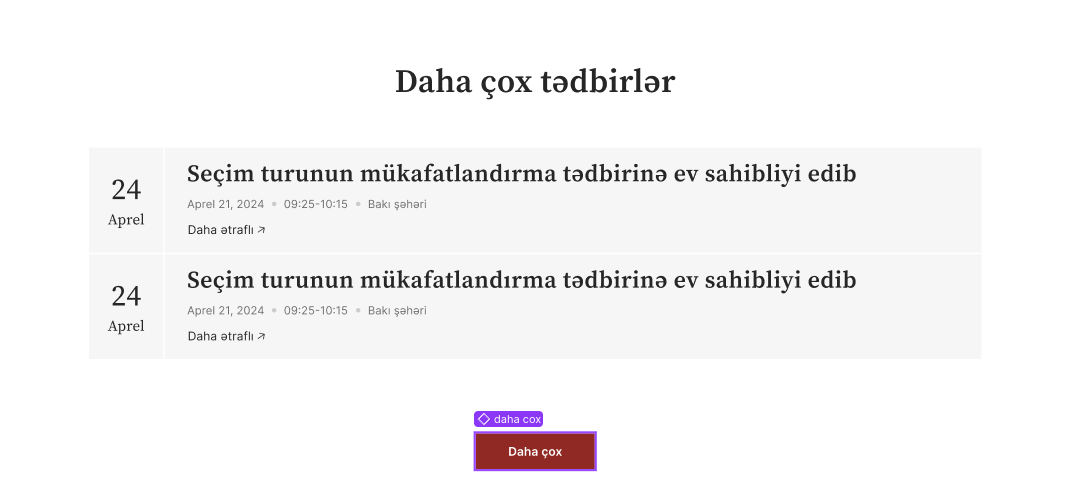 Daha çox tədbirlər
24
Aprel
Seçim turunun mükafatlandırma tədbirinə ev sahibliyi edib
Aprel 21, 2024 • 09:25-10:15 • Bakı şəhəri
Daha ətraflı ↗
24
Aprel
Seçim turunun mükafatlandırma tədbirinə ev sahibliyi edib
Aprel 21, 2024 • 09:25-10:15 • Bakı şəhəri
Daha ətraflı ↗
daha cox
Daha çox